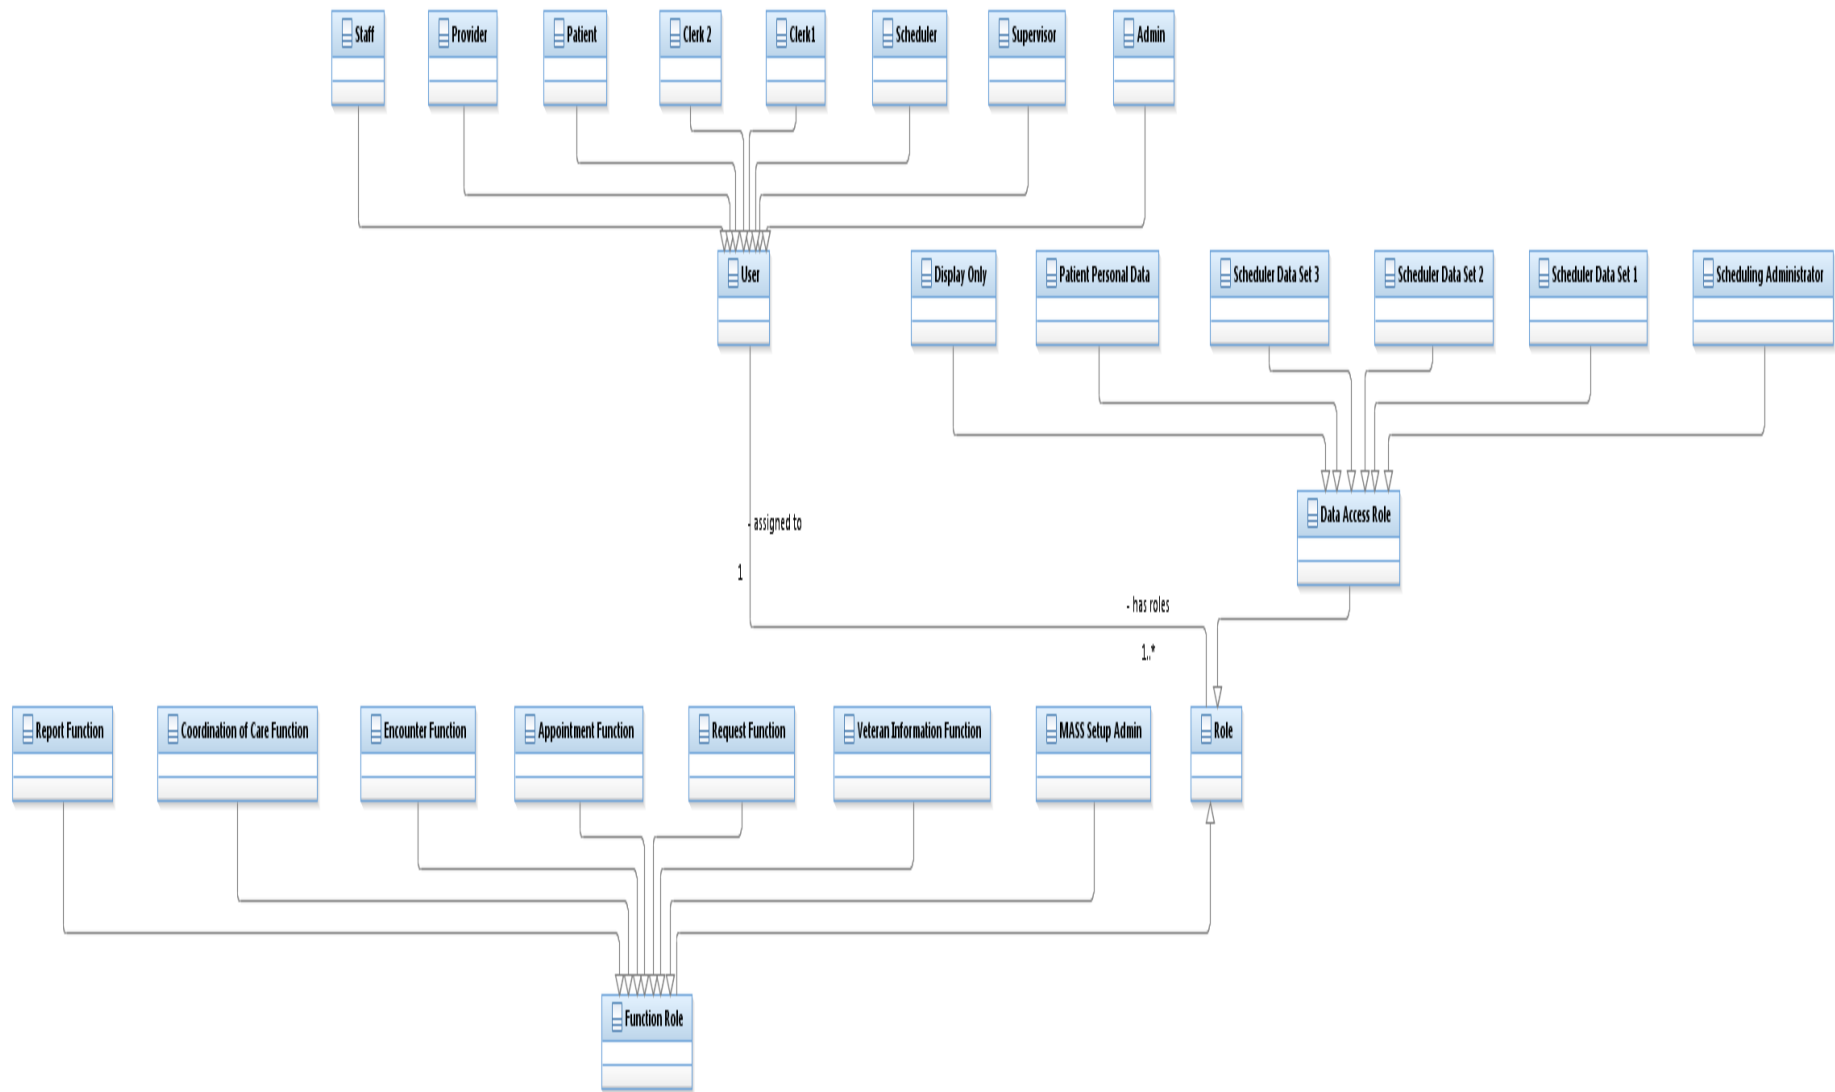 Staff
Provider
Patient
Clerk 2
Clerk1
Scheduler
Supervisor
Admin
User
Display Only
Patient Personal Data
Scheduler Data Set 3
Scheduler Data Set 2
Scheduler Data Set 1
Scheduling Administrator
Data Access Role
- assigned to
1
- has roles
1..*
Report Function
Coordination of Care Function
Encounter Function
Appointment Function
Request Function
Veteran Information Function
MASS Setup Admin
Role
Function Role